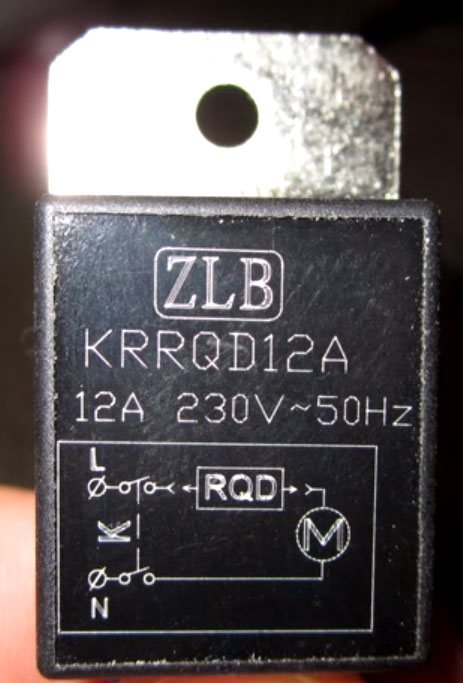 ZLB
KRRQD12A
12A 230V~50Hz
L
RQD
K
M
N